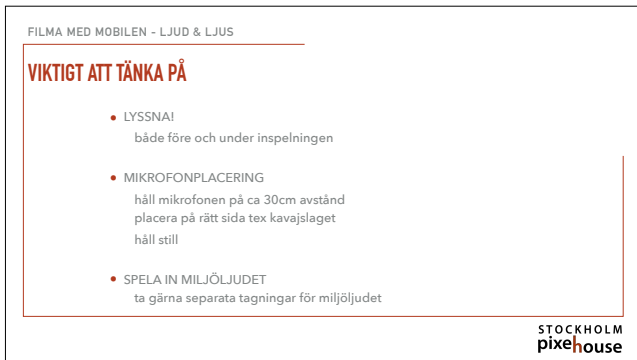 FILMA MED MOBILEN - LJUD & LJUS
VIKTIGT ATT TÄNKA PÅ
• LYSSNA!
både före och under inspelningen
• MIKROFONPLACERING
håll mikrofonen på ca 30cm avstånd
placera på rätt sida tex kavajslaget
håll still
• SPELA IN MILJÖLJUDET
ta gärna separata tagningar för miljöljudet
STOCKHOLM
pixehouse